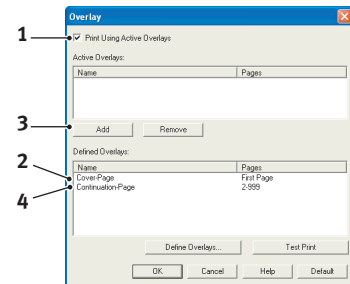 Overlay
1
Print Using Active Overlays
Active Overlays:
Name Pages
3
Add Remove
Defined Overlays:
Name Pages
2
Cover-Page First Page
4
Continuation-Page 2-999
Define Overlays... Test Print
OK Cancel Help Default